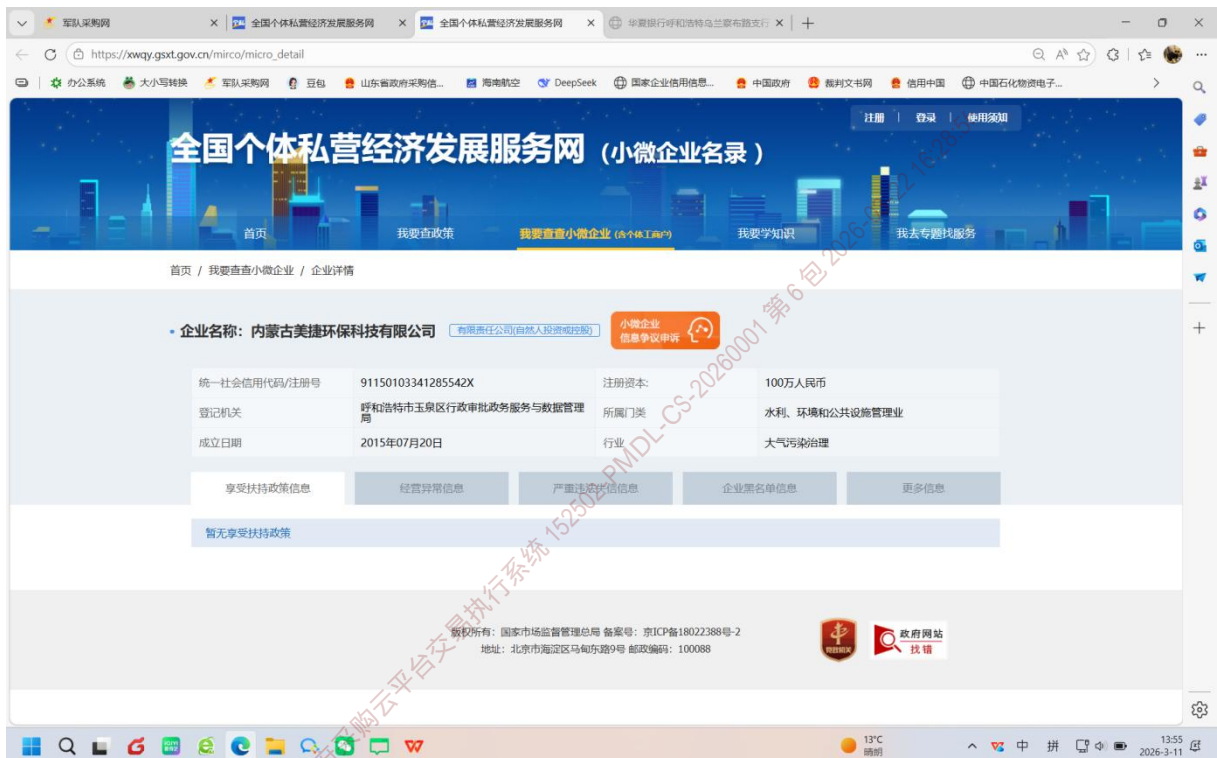 军队采购网
全国个体私营经济发展服务网
全国个体私营经济发展服务网
华夏银行呼和浩特乌兰察布路支行
https://xwqy.gsxt.gov.cn/mirco/micro_detail
办公系统 大小写转换 军队采购网 豆包 山东省政府采购信... 海南航空 DeepSeek 国家企业信用信息... 中国政府 裁判文书网 信用中国 中国石化物资电子...
注册 | 登录 | 使用须知
全国个体私营经济发展服务网 (小微企业名录)
首页 我要查政策 我要查查小微企业 (含个体工商户) 我要学知识 我去专题找服务
首页 / 我要查查小微企业 / 企业详情
企业名称：内蒙古美捷环保科技有限公司 有限责任公司(自然人投资或控股)
小微企业
信息争议申诉
统一社会信用代码/注册号 91150103341285542X 注册资本: 100万人民币
登记机关 呼和浩特市玉泉区行政审批政务服务与数据管理局 所属门类 水利、环境和公共设施管理业
成立日期 2015年07月20日 行业 大气污染治理
享受扶持政策信息 经营异常信息 严重违法失信信息 企业黑名单信息 更多信息
暂无享受扶持政策
版权所有：国家市场监督管理总局 备案号：京ICP备18022388号-2
地址：北京市海淀区马甸东路9号 邮政编码：100088
党政机关
政府网站
找错
采购云平台交易执行系统 152502-PMDL-CS-20260001 第 6 包
13°C
晴朗
中 拼
13:55
2026-3-11